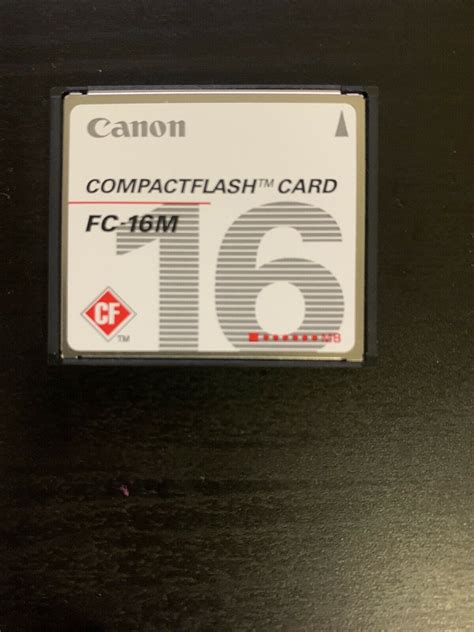 Canon
COMPACTFLASH™ CARD
FC-16M
16
CF
TM
MB